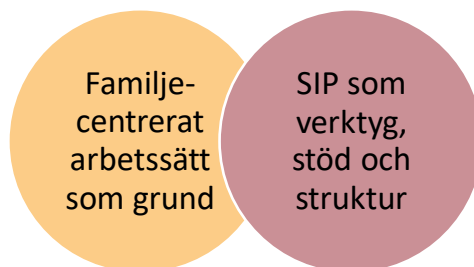 Familje-
centrerat
arbetssätt
som grund
SIP som
verktyg,
stöd och
struktur